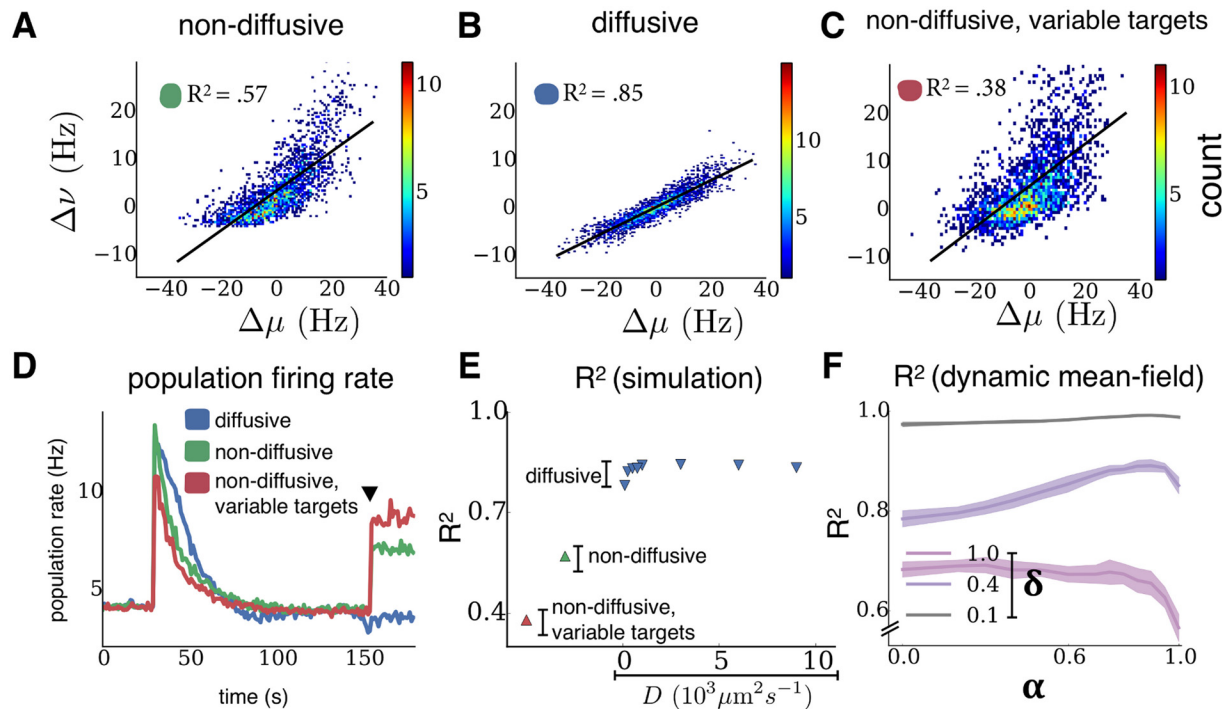 A
non-diffusive
R² = .57
Δν (Hz)
20
10
0
−10
−40
−20
0
20
40
Δμ (Hz)
10
5
B
diffusive
R² = .85
20
10
0
−10
−40
−20
0
20
40
Δμ (Hz)
10
5
C
non-diffusive, variable targets
R² = .38
20
10
0
−10
−40
−20
0
20
40
Δμ (Hz)
10
5
count
D
population firing rate
diffusive
non-diffusive
non-diffusive,
variable targets
population rate (Hz)
10
5
0
50
100
150
time (s)
E
R² (simulation)
R²
1.0
0.7
0.4
diffusive
non-diffusive
non-diffusive,
variable targets
0
5
10
D (10³μm²s⁻¹)
F
R² (dynamic mean-field)
R²
1.0
0.8
0.6
1.0
0.4
0.1
δ
0.0
0.6
1.0
α